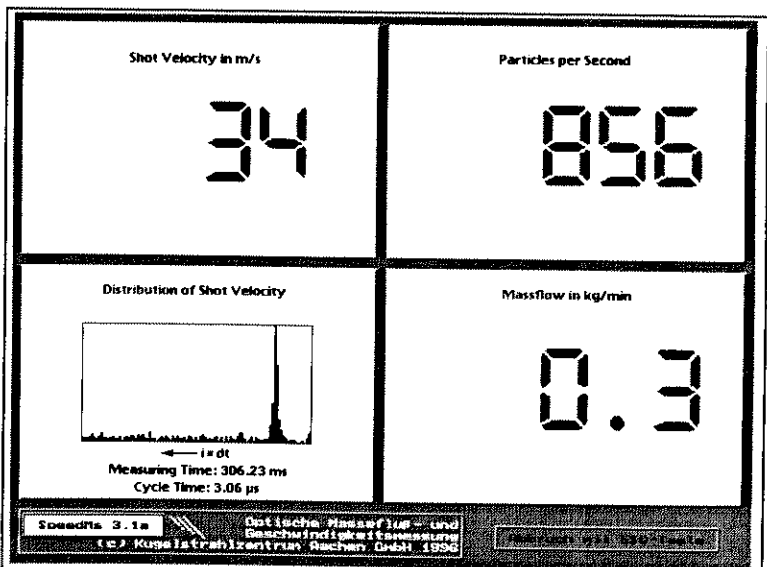 Shot Velocity in m/s
34
Particles per Second
856
Distribution of Shot Velocity
i*dt
Measuring Time: 306.23 ms
Cycle Time: 3.06 µs
Massflow in kg/min
0.3
SpeedMs 3.1a
Optische Massefluß- und
Geschwindigkeitsmessung
(c) Kugelstrahlzentrum Aachen GmbH 1996